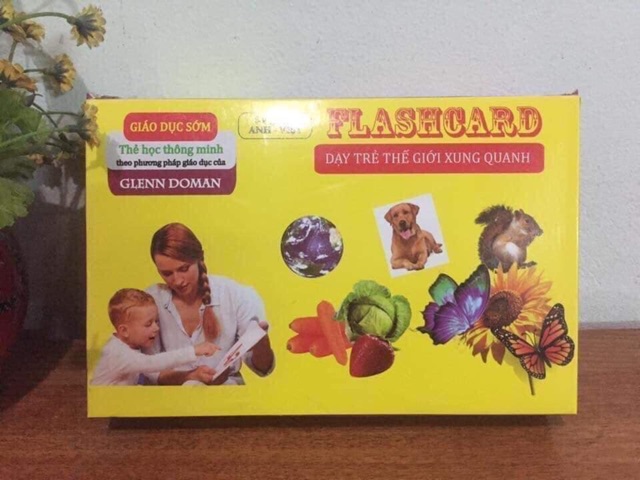 GIÁO DỤC SỚM
Thẻ học thông minh
theo phương pháp giáo dục của
GLENN DOMAN
ANH -
FLASHCARD
DẠY TRẺ THẾ GIỚI XUNG QUANH